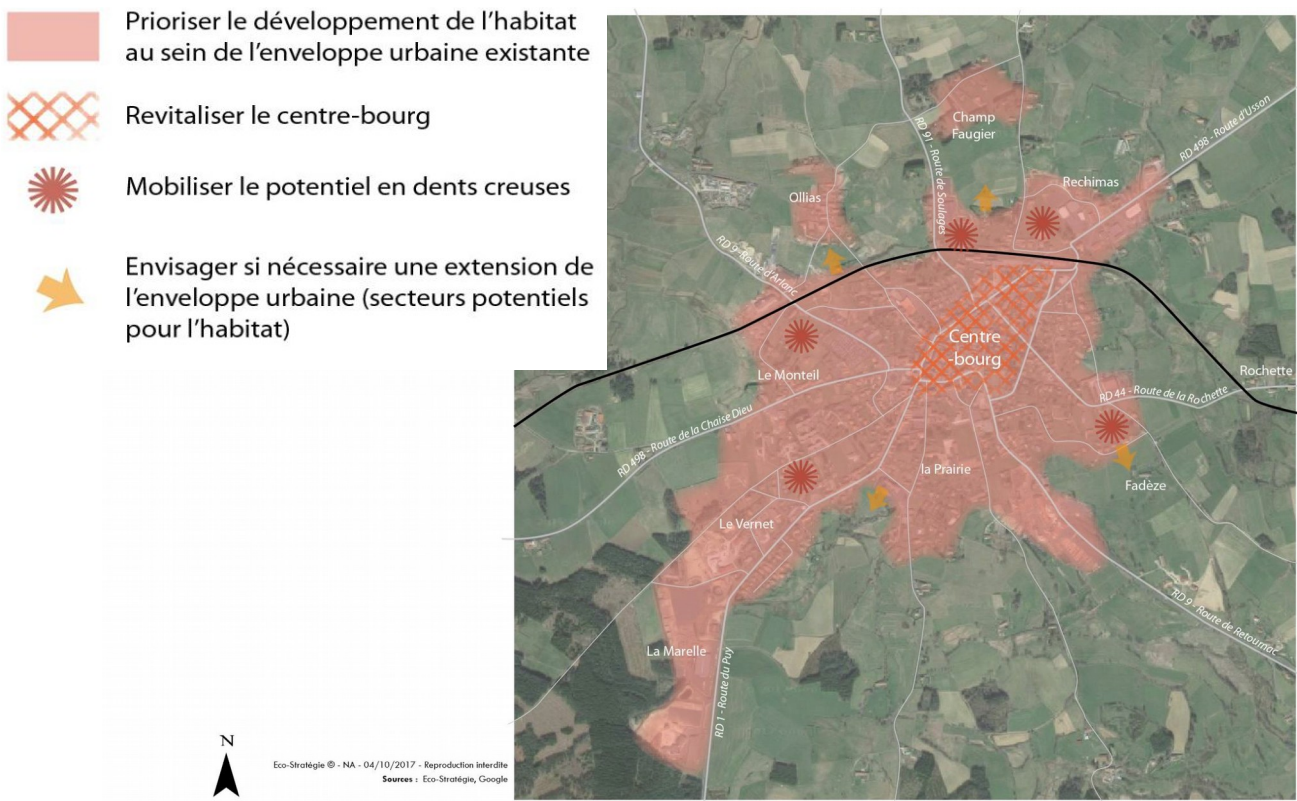 Prioriser le développement de l'habitat
au sein de l'enveloppe urbaine existante
Revitaliser le centre-bourg
Mobiliser le potentiel en dents creuses
Envisager si nécessaire une extension de
l'enveloppe urbaine (secteurs potentiels
pour l'habitat)
Champ
Faugier
RD 498 - Route d'Usson
RD 91 - Route de Soulages
Rechimas
Ollias
RD 9 - Route d'Arlanc
Centre
-bourg
Le Monteil
Rochette
RD 44 - Route de la Rochette
RD 498 - Route de la Chaise Dieu
la Prairie
Fadèze
Le Vernet
RD 9 - Route de Retournac
La Marelle
RD 1 - Route du Puy
N
Eco-Stratégie © - NA - 04/10/2017 - Reproduction interdite
Sources : Eco-Stratégie, Google